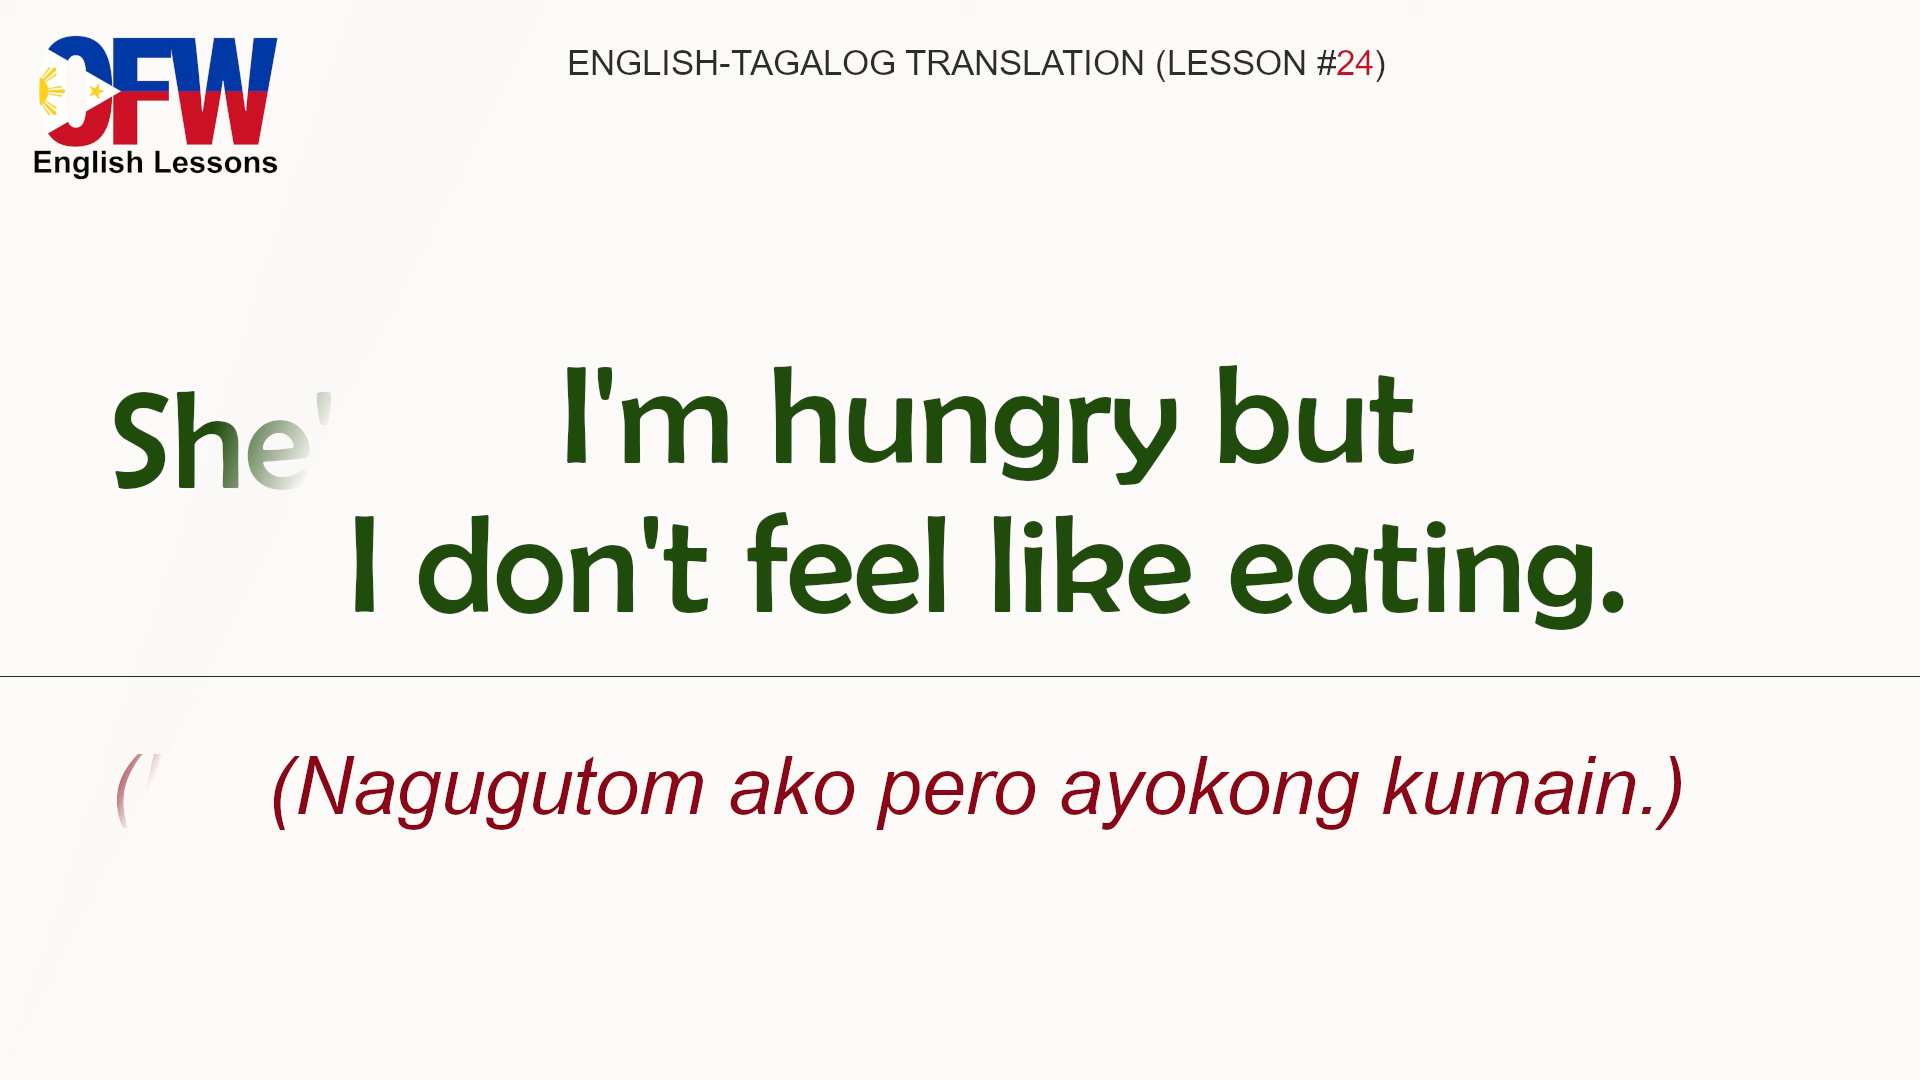 OFW
English Lessons
ENGLISH-TAGALOG TRANSLATION (LESSON #24)
She'
I'm hungry but
I don't feel like eating.
(Nagugutom ako pero ayokong kumain.)